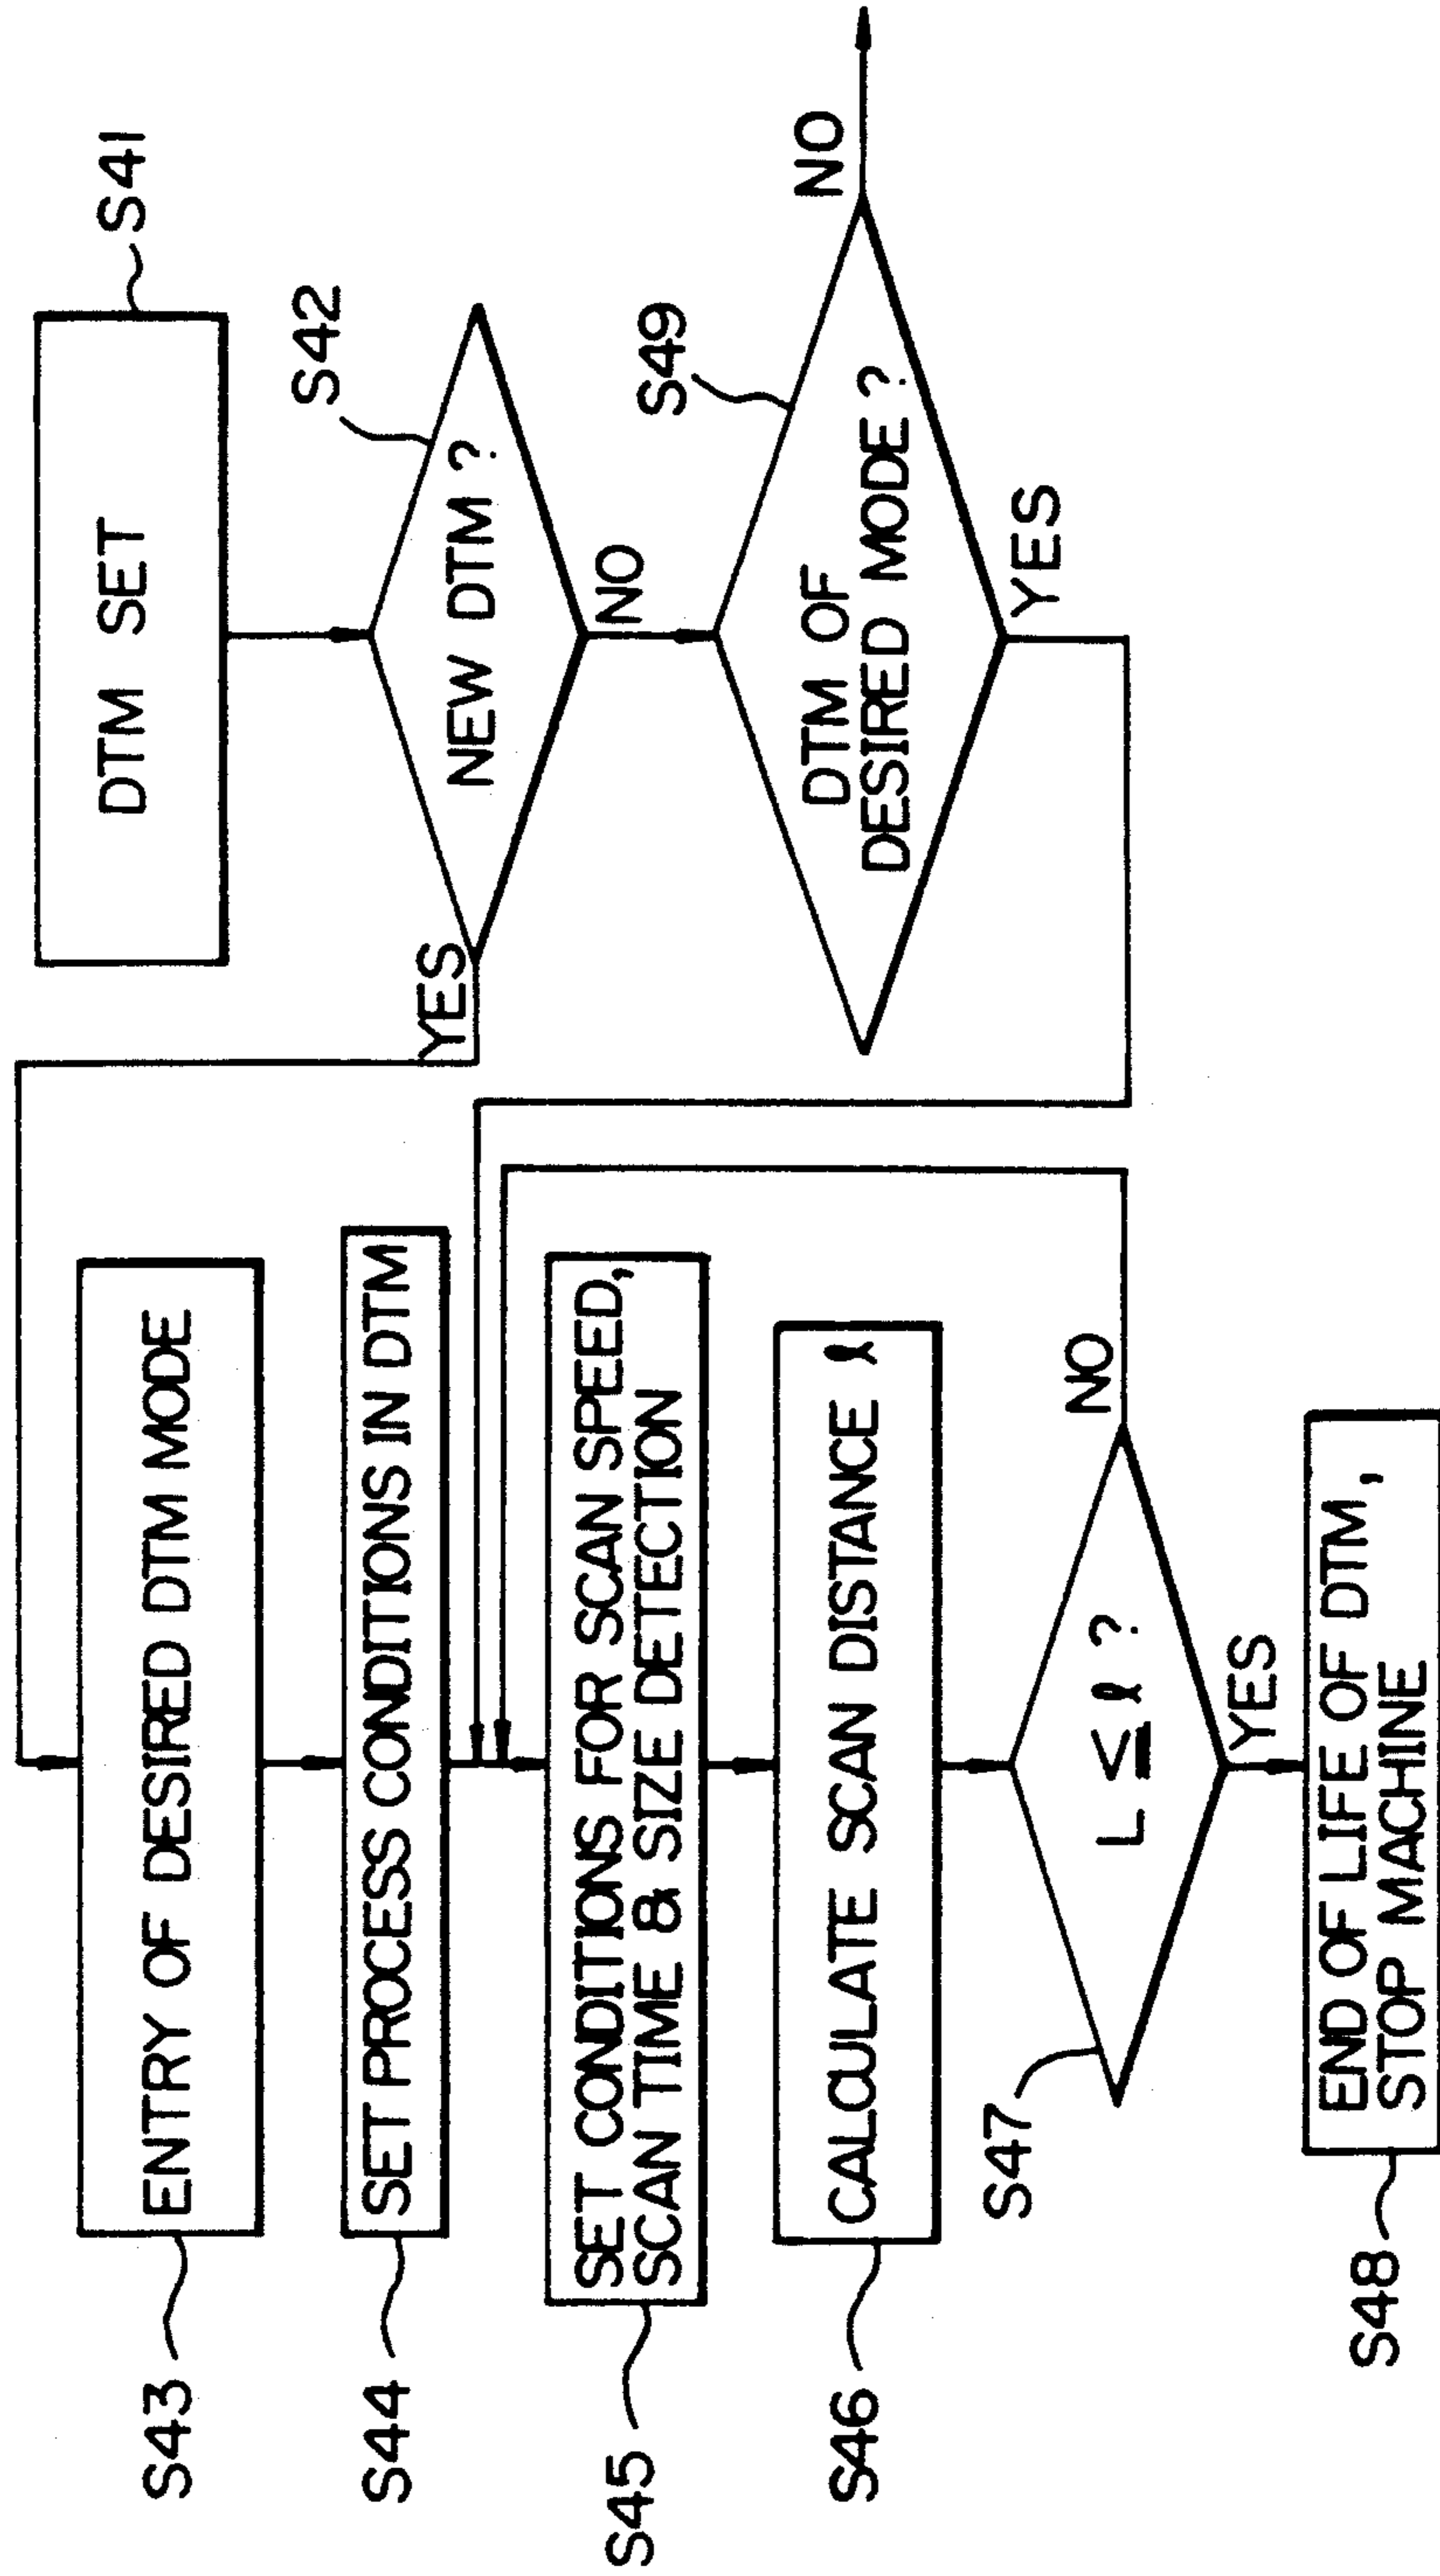 DTM SET
S41
NEW DTM ?
S42
YES
NO
DTM OF
DESIRED MODE ?
S49
NO
YES
ENTRY OF DESIRED DTM MODE
S43
SET PROCESS CONDITIONS IN DTM
S44
SET CONDITIONS FOR SCAN SPEED,
SCAN TIME & SIZE DETECTION
S45
CALCULATE SCAN DISTANCE ℓ
S46
L ≦ ℓ ?
S47
NO
YES
END OF LIFE OF DTM,
STOP MACHINE
S48